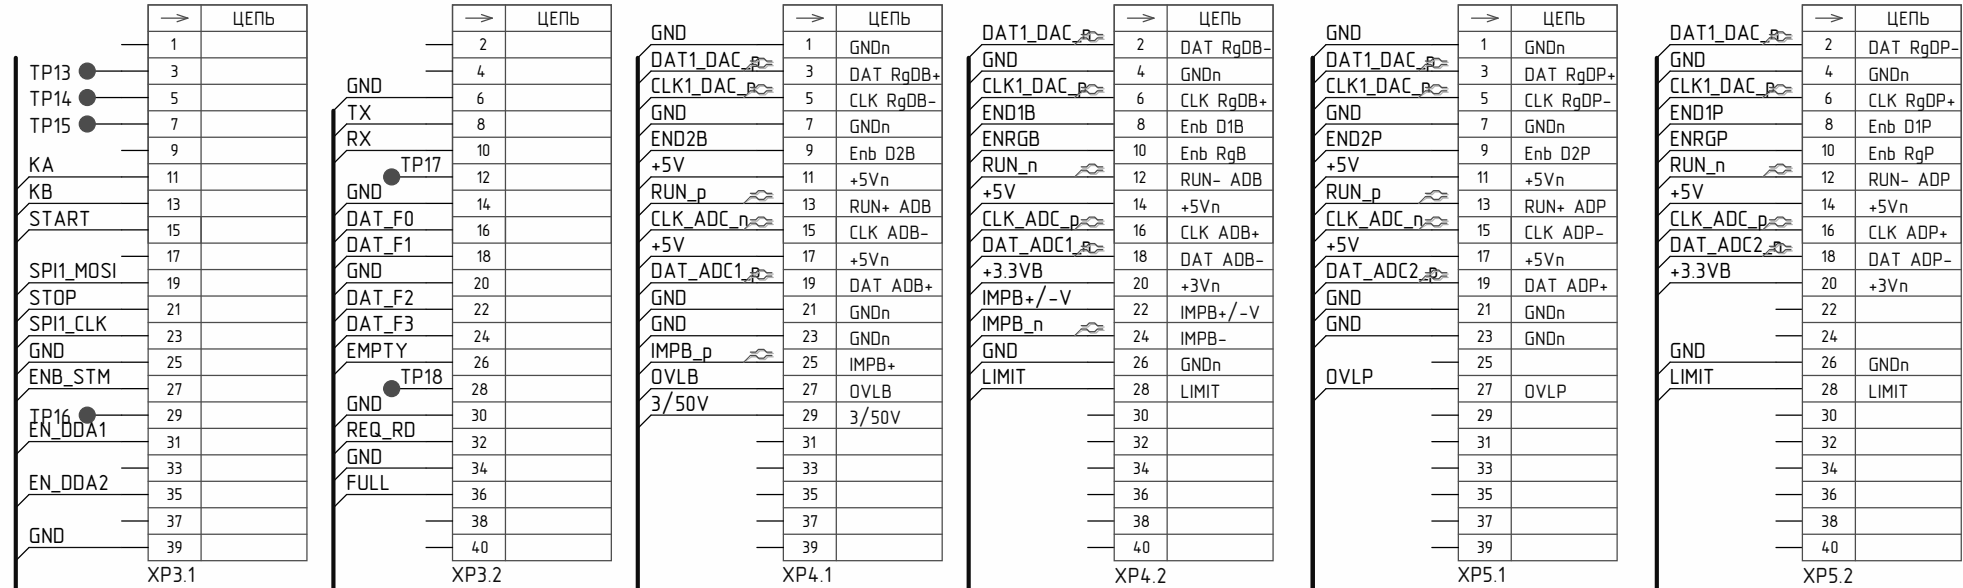 ЦЕПЬ
1
TP13 3
TP14 5
TP15 7
9
KA 11
KB 13
START 15
17
SPI1_MOSI 19
STOP 21
SPI1_CLK 23
GND 25
ENB_STM 27
TP16 29
EN_DDA1 31
33
EN_DDA2 35
37
GND 39
XP3.1
ЦЕПЬ
2
4
GND 6
TX 8
RX 10
TP17 12
GND 14
DAT_F0 16
DAT_F1 18
GND 20
DAT_F2 22
DAT_F3 24
EMPTY 26
TP18 28
GND 30
REQ_RD 32
GND 34
FULL 36
38
40
XP3.2
ЦЕПЬ
GND 1 GNDn
DAT1_DAC_p 3 DAT RgDB+
CLK1_DAC_p 5 CLK RgDB-
GND 7 GNDn
END2B 9 Enb D2B
+5V 11 +5Vn
RUN_p 13 RUN+ ADB
CLK_ADC_n 15 CLK ADB-
+5V 17 +5Vn
DAT_ADC1_p 19 DAT ADB+
GND 21 GNDn
GND 23 GNDn
IMPB_p 25 IMPB+
OVLB 27 OVLB
3/50V 29 3/50V
31
33
35
37
39
XP4.1
ЦЕПЬ
DAT1_DAC_n 2 DAT RgDB-
GND 4 GNDn
CLK1_DAC_p 6 CLK RgDB+
END1B 8 Enb D1B
ENRGB 10 Enb RgB
RUN_n 12 RUN- ADB
+5V 14 +5Vn
CLK_ADC_p 16 CLK ADB+
DAT_ADC1_n 18 DAT ADB-
+3.3VB 20 +3Vn
IMPB+/-V 22 IMPB+/-V
IMPB_n 24 IMPB-
GND 26 GNDn
LIMIT 28 LIMIT
30
32
34
36
38
40
XP4.2
ЦЕПЬ
GND 1 GNDn
DAT1_DAC_p 3 DAT RgDP+
CLK1_DAC_p 5 CLK RgDP-
GND 7 GNDn
END2P 9 Enb D2P
+5V 11 +5Vn
RUN_p 13 RUN+ ADP
CLK_ADC_n 15 CLK ADP-
+5V 17 +5Vn
DAT_ADC2_p 19 DAT ADP+
GND 21 GNDn
GND 23 GNDn
25
OVLP 27 OVLP
29
31
33
35
37
39
XP5.1
ЦЕПЬ
DAT1_DAC_n 2 DAT RgDP-
GND 4 GNDn
CLK1_DAC_p 6 CLK RgDP+
END1P 8 Enb D1P
ENRGP 10 Enb RgP
RUN_n 12 RUN- ADP
+5V 14 +5Vn
CLK_ADC_p 16 CLK ADP+
DAT_ADC2_n 18 DAT ADP-
+3.3VB 20 +3Vn
22
24
GND 26 GNDn
LIMIT 28 LIMIT
30
32
34
36
38
40
XP5.2